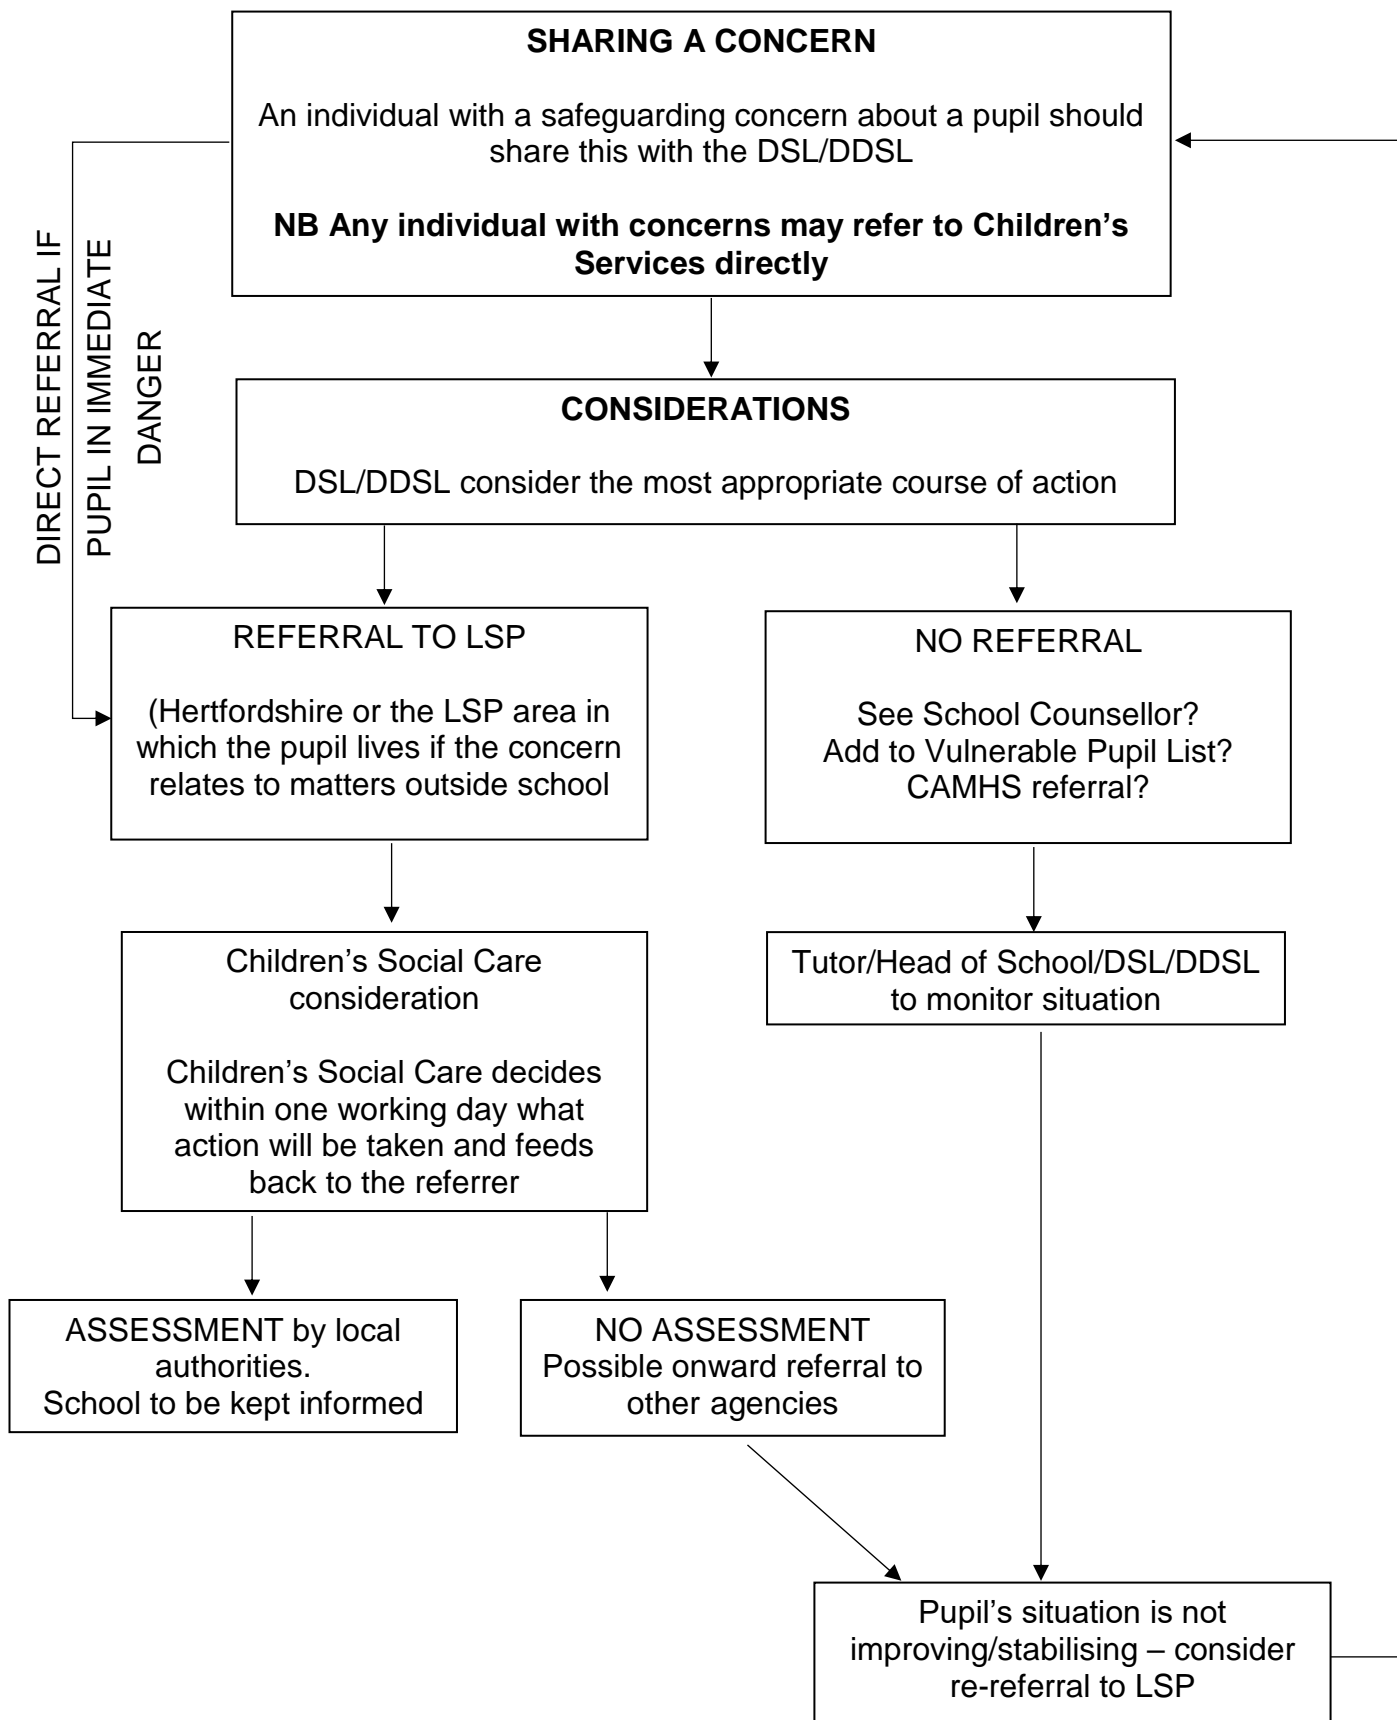 SHARING A CONCERN
An individual with a safeguarding concern about a pupil should
share this with the DSL/DDSL
NB Any individual with concerns may refer to Children’s
Services directly
DIRECT REFERRAL IF
PUPIL IN IMMEDIATE
DANGER
CONSIDERATIONS
DSL/DDSL consider the most appropriate course of action
REFERRAL TO LSP
(Hertfordshire or the LSP area in
which the pupil lives if the concern
relates to matters outside school
NO REFERRAL
See School Counsellor?
Add to Vulnerable Pupil List?
CAMHS referral?
Children’s Social Care
consideration
Children’s Social Care decides
within one working day what
action will be taken and feeds
back to the referrer
Tutor/Head of School/DSL/DDSL
to monitor situation
ASSESSMENT by local
authorities.
School to be kept informed
NO ASSESSMENT
Possible onward referral to
other agencies
Pupil’s situation is not
improving/stabilising – consider
re-referral to LSP